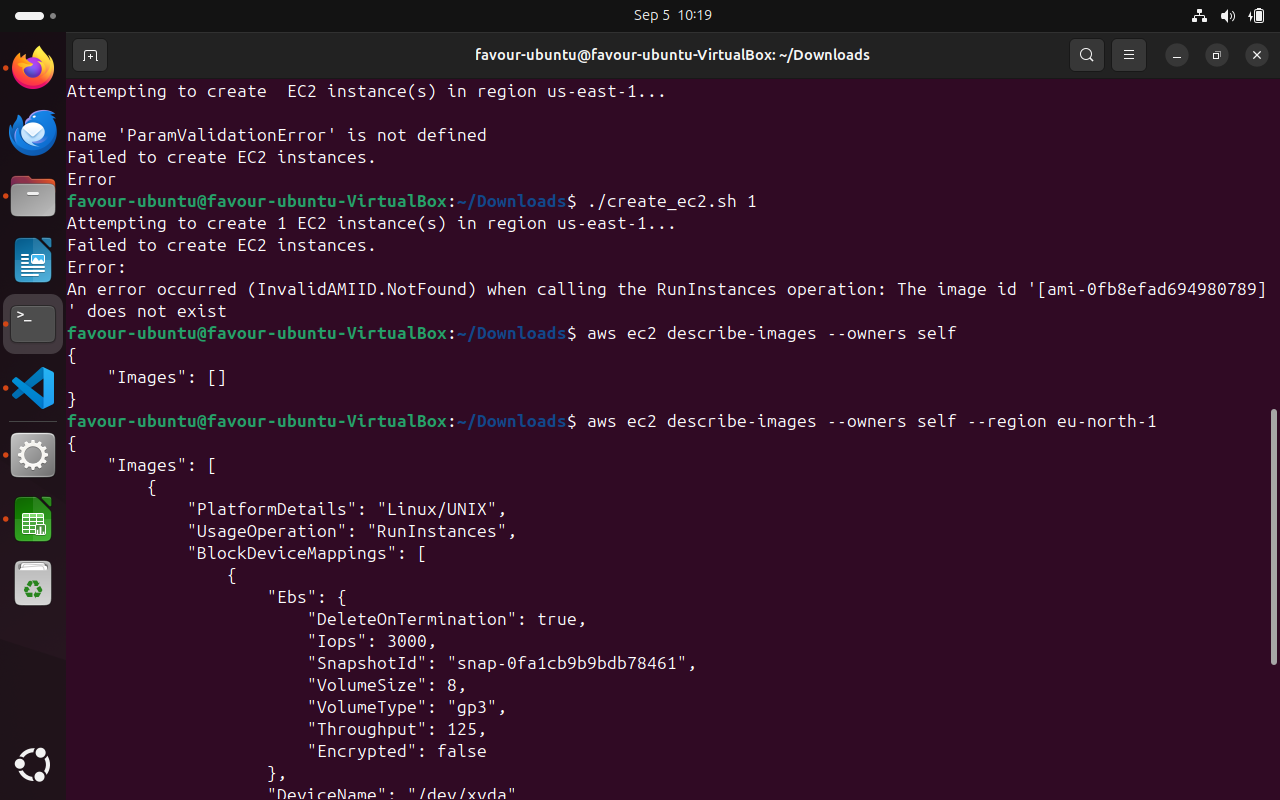 Sep 5 10:19
favour-ubuntu@favour-ubuntu-VirtualBox: ~/Downloads
Attempting to create  EC2 instance(s) in region us-east-1...
name 'ParamValidationError' is not defined
Failed to create EC2 instances.
Error
favour-ubuntu@favour-ubuntu-VirtualBox:~/Downloads$ ./create_ec2.sh 1
Attempting to create 1 EC2 instance(s) in region us-east-1...
Failed to create EC2 instances.
Error:
An error occurred (InvalidAMIID.NotFound) when calling the RunInstances operation: The image id '[ami-0fb8efad694980789]
' does not exist
favour-ubuntu@favour-ubuntu-VirtualBox:~/Downloads$ aws ec2 describe-images --owners self
{
    "Images": []
}
favour-ubuntu@favour-ubuntu-VirtualBox:~/Downloads$ aws ec2 describe-images --owners self --region eu-north-1
{
    "Images": [
        {
            "PlatformDetails": "Linux/UNIX",
            "UsageOperation": "RunInstances",
            "BlockDeviceMappings": [
                {
                    "Ebs": {
                        "DeleteOnTermination": true,
                        "Iops": 3000,
                        "SnapshotId": "snap-0fa1cb9b9bdb78461",
                        "VolumeSize": 8,
                        "VolumeType": "gp3",
                        "Throughput": 125,
                        "Encrypted": false
                    },
                    "DeviceName": "/dev/xvda"